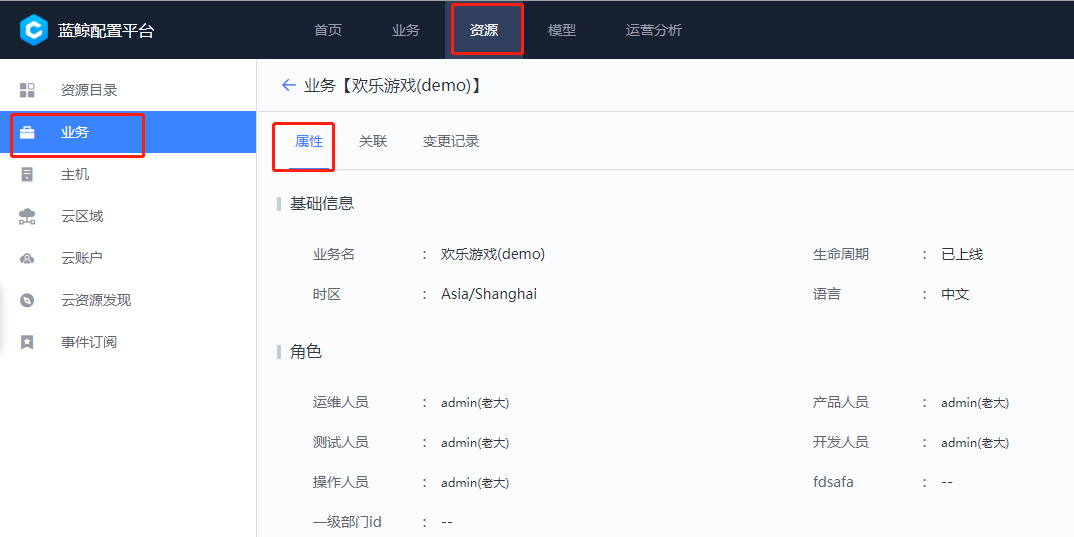 蓝鲸配置平台 首页 业务 资源 模型 运营分析
资源目录
业务
主机
云区域
云账户
云资源发现
事件订阅
业务【欢乐游戏(demo)】
属性 关联 变更记录
基础信息
业务名 : 欢乐游戏(demo) 生命周期 : 已上线
时区 : Asia/Shanghai 语言 : 中文
角色
运维人员 : admin(老大) 产品人员 : admin(老大)
测试人员 : admin(老大) 开发人员 : admin(老大)
操作人员 : admin(老大) fdsafa : --
一级部门id : --